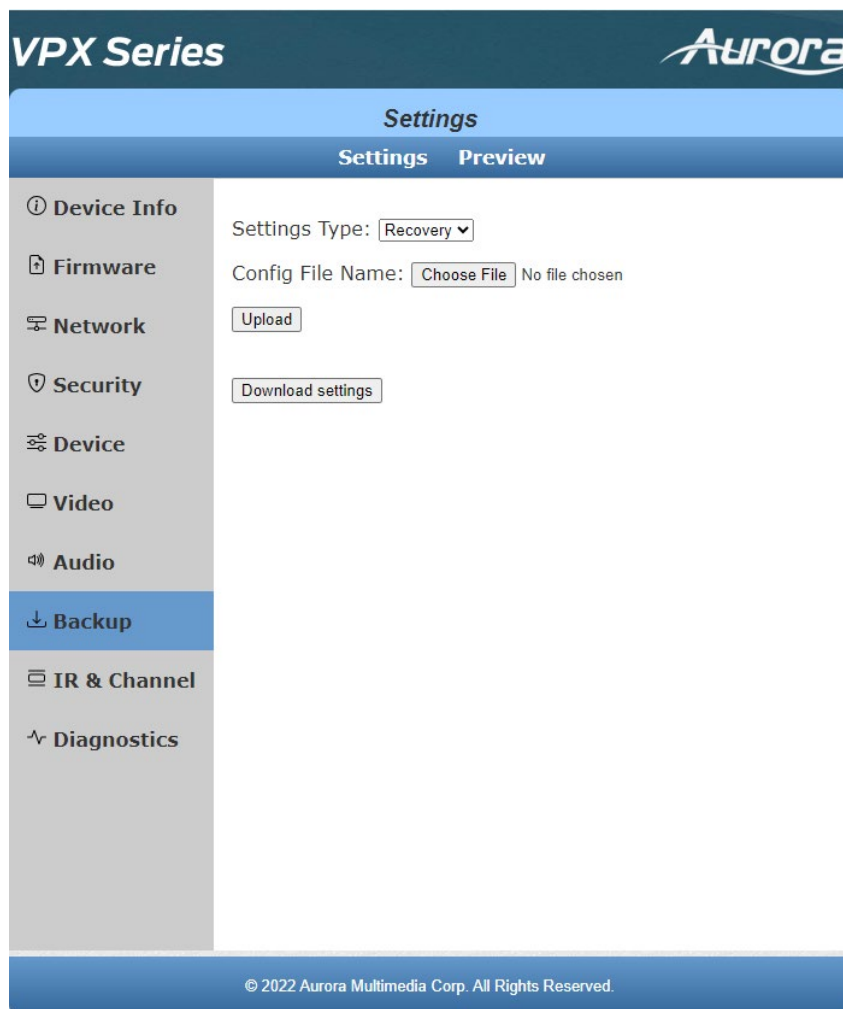 VPX Series
Aurora
Settings
Settings Preview
Device Info
Firmware
Network
Security
Device
Video
Audio
Backup
IR & Channel
Diagnostics
Settings Type: Recovery
Config File Name: Choose File No file chosen
Upload
Download settings
© 2022 Aurora Multimedia Corp. All Rights Reserved.